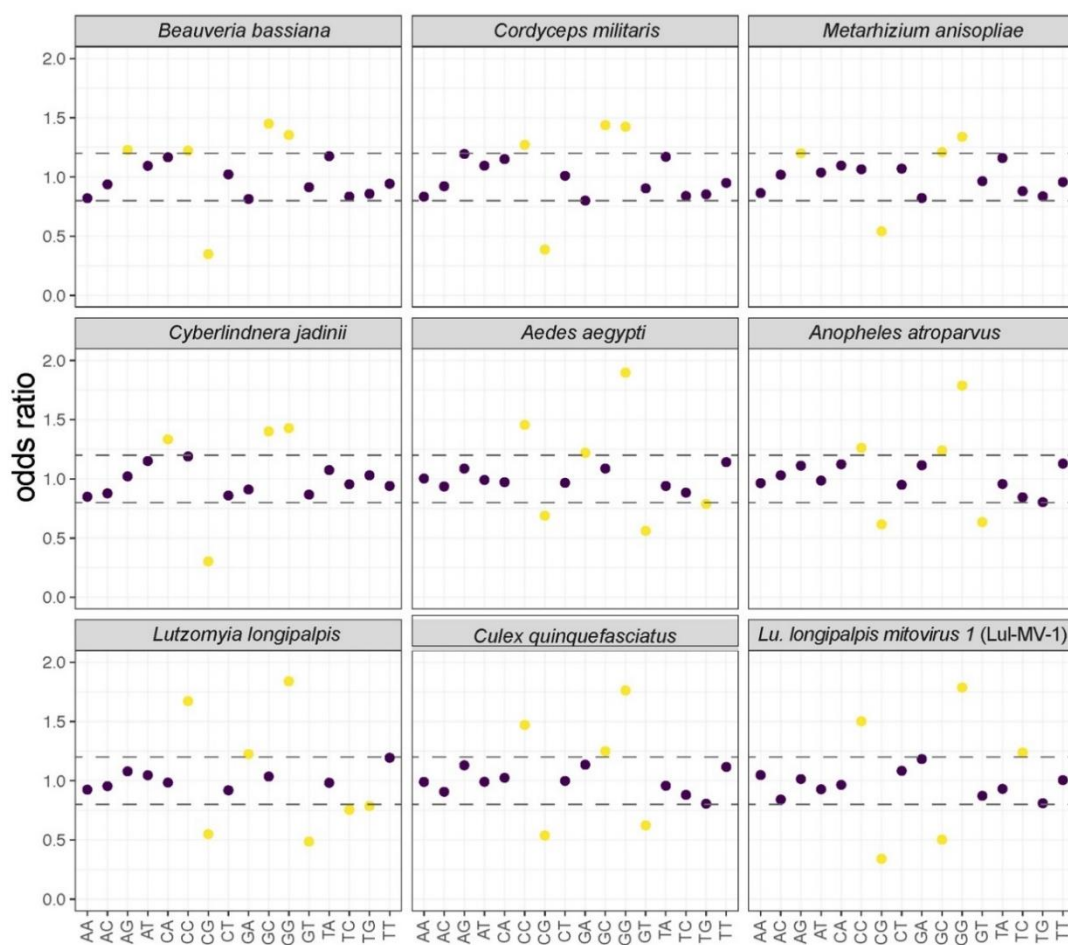 Beauveria bassiana
Cordyceps militaris
Metarhizium anisopliae
2.0
1.5
1.0
0.5
0.0
Cyberlindnera jadinii
Aedes aegypti
Anopheles atroparvus
odds ratio
2.0
1.5
1.0
0.5
0.0
Lutzomyia longipalpis
Culex quinquefasciatus
Lu. longipalpis mitovirus 1 (Lul-MV-1)
2.0
1.5
1.0
0.5
0.0
AA AC AG AT CA CC CG CT GA GC GG GT TA TC TG TT
AA AC AG AT CA CC CG CT GA GC GG GT TA TC TG TT
AA AC AG AT CA CC CG CT GA GC GG GT TA TC TG TT